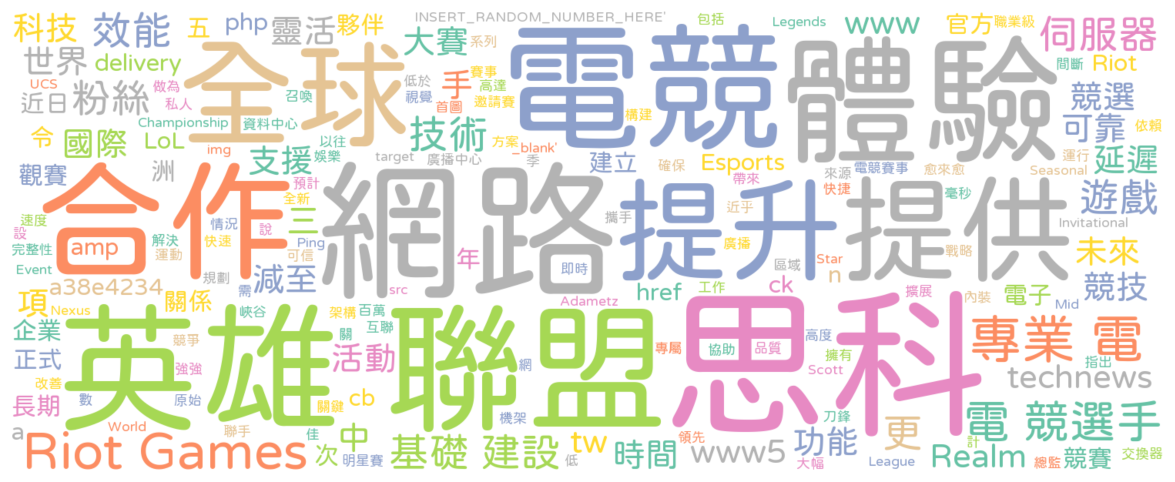 INSERT_RANDOM_NUMBER_HERE'
包括
Legends
www
官方
職業級
伺服器
科技
效能
五
php
靈活
夥伴
大賽
系列
間斷
Riot
世界
delivery
全球
電競
體驗
低於
手
賽事
高達
UCS
做為
視覺
首圖
邀請賽
構建
近日
粉絲
私人
召喚
競選
Championship
資料中心
技術
方案
可靠
依賴
令
國際
LoL
以往
_blank'
建立
Esports
確保
電競賽事
愈來愈
運行
延遲
img
支援
娛樂
target
廣播中心
季
來源
Seasonal
觀賽
洲
預計
帶來
快捷
毫秒
遊戲
合作
全新
網路
攜手
提升
近乎
提供
速度
設
情況
說
三
Invitational
完整性
amp
解決
快速
Ping
廣播
戰略
未來
運動
可信
年
即時
區域
Star
n
Event
a38e4234
規劃
需
減至
src
href
工作
ck
內裝
競技
項
Nexus
關係
峽谷
架構
百萬
Adametz
擴展
電子
Mid
企業
英雄聯盟
關
互聯
思科
高度
專業 電
競爭
正式
強強
活動
網
專屬
協助
品質
擁有
指出
改善
數
原始
關鍵
cb
機架
Scott
technews
長期
刀鋒
a
World
聯手
佳
中
tw
領先
功能
更
電 競選手
Riot Games
次
明星賽
基礎 建設
低
時間
www5
大幅
League
Realm
計
總監
競賽
交換器